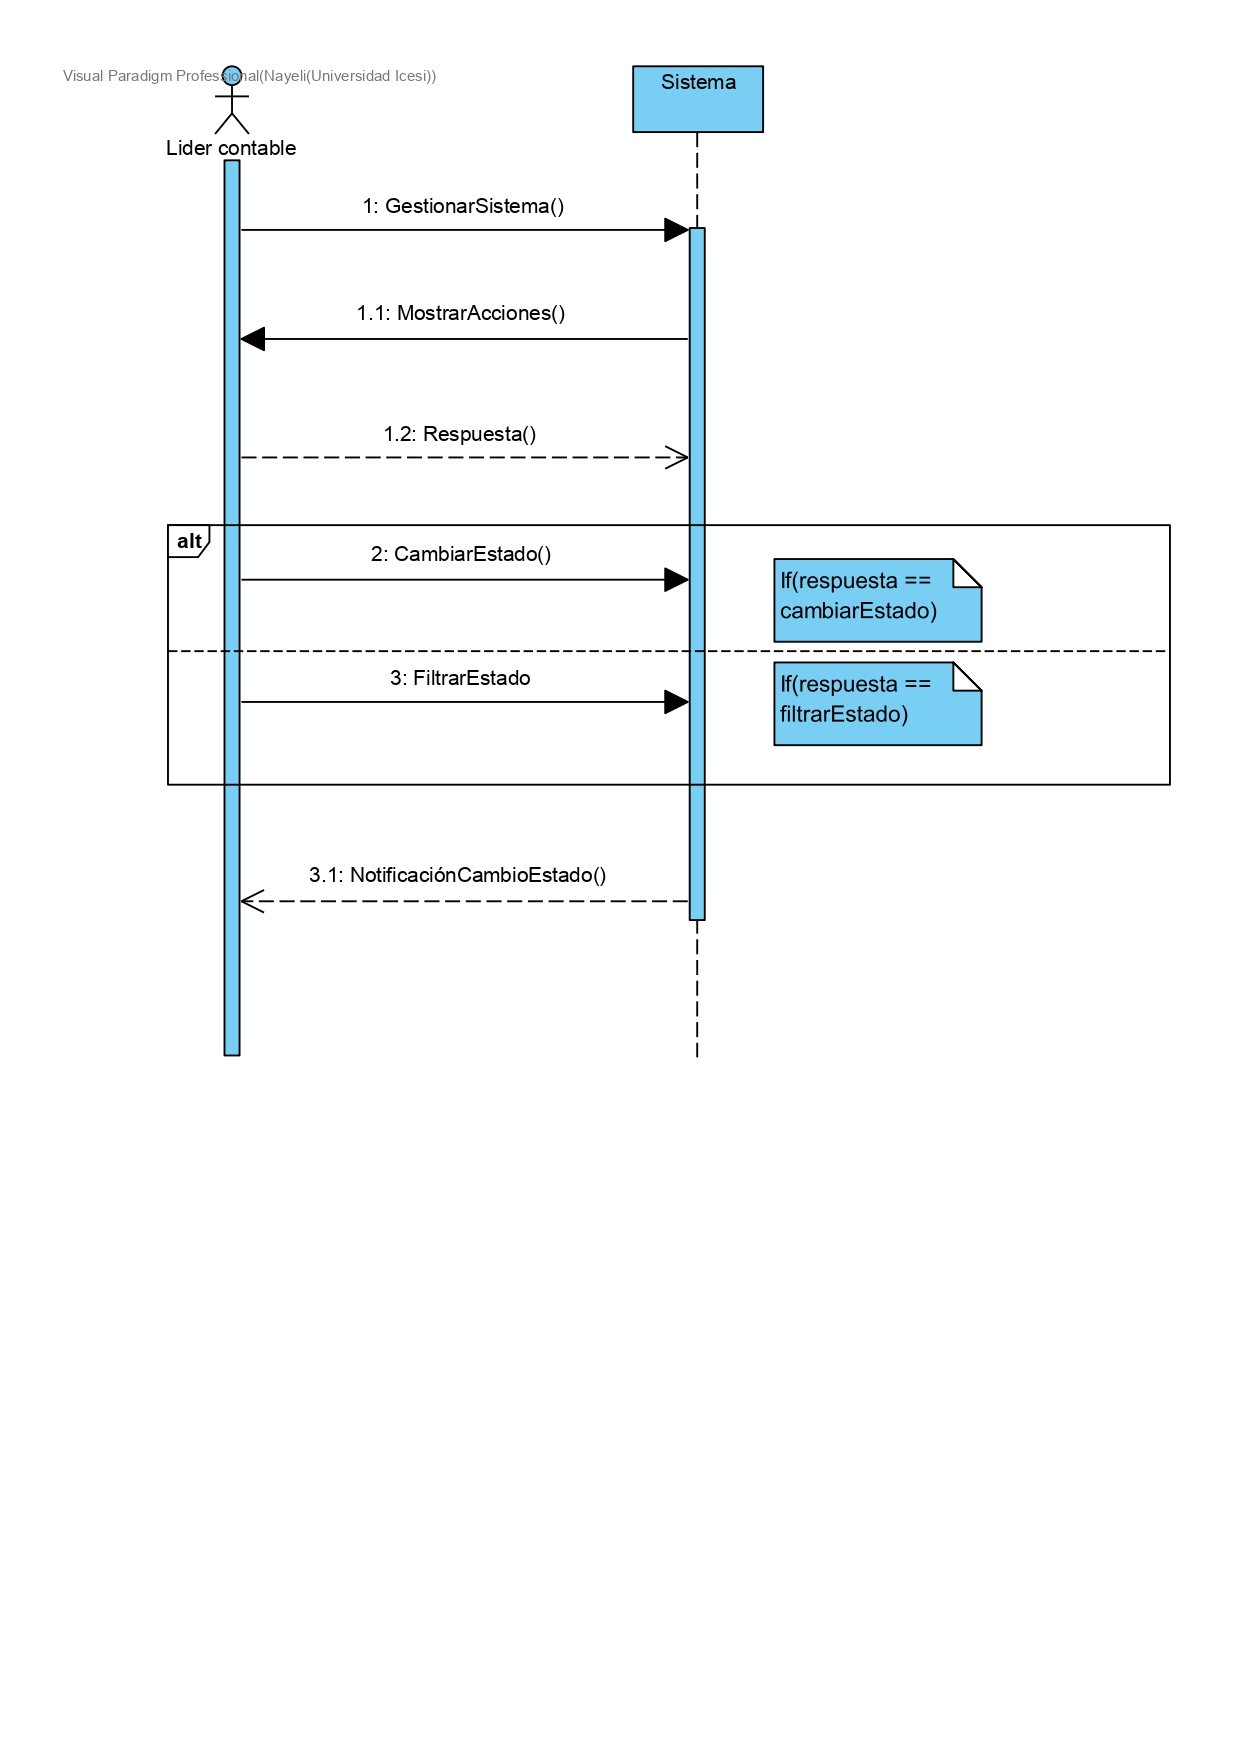 Visual Paradigm Professional(Nayeli(Universidad Icesi))
Sistema
Lider contable
1: GestionarSistema()
1.1: MostrarAcciones()
1.2: Respuesta()
alt
2: CambiarEstado()
If(respuesta ==
cambiarEstado)
3: FiltrarEstado
If(respuesta ==
filtrarEstado)
3.1: NotificaciónCambioEstado()